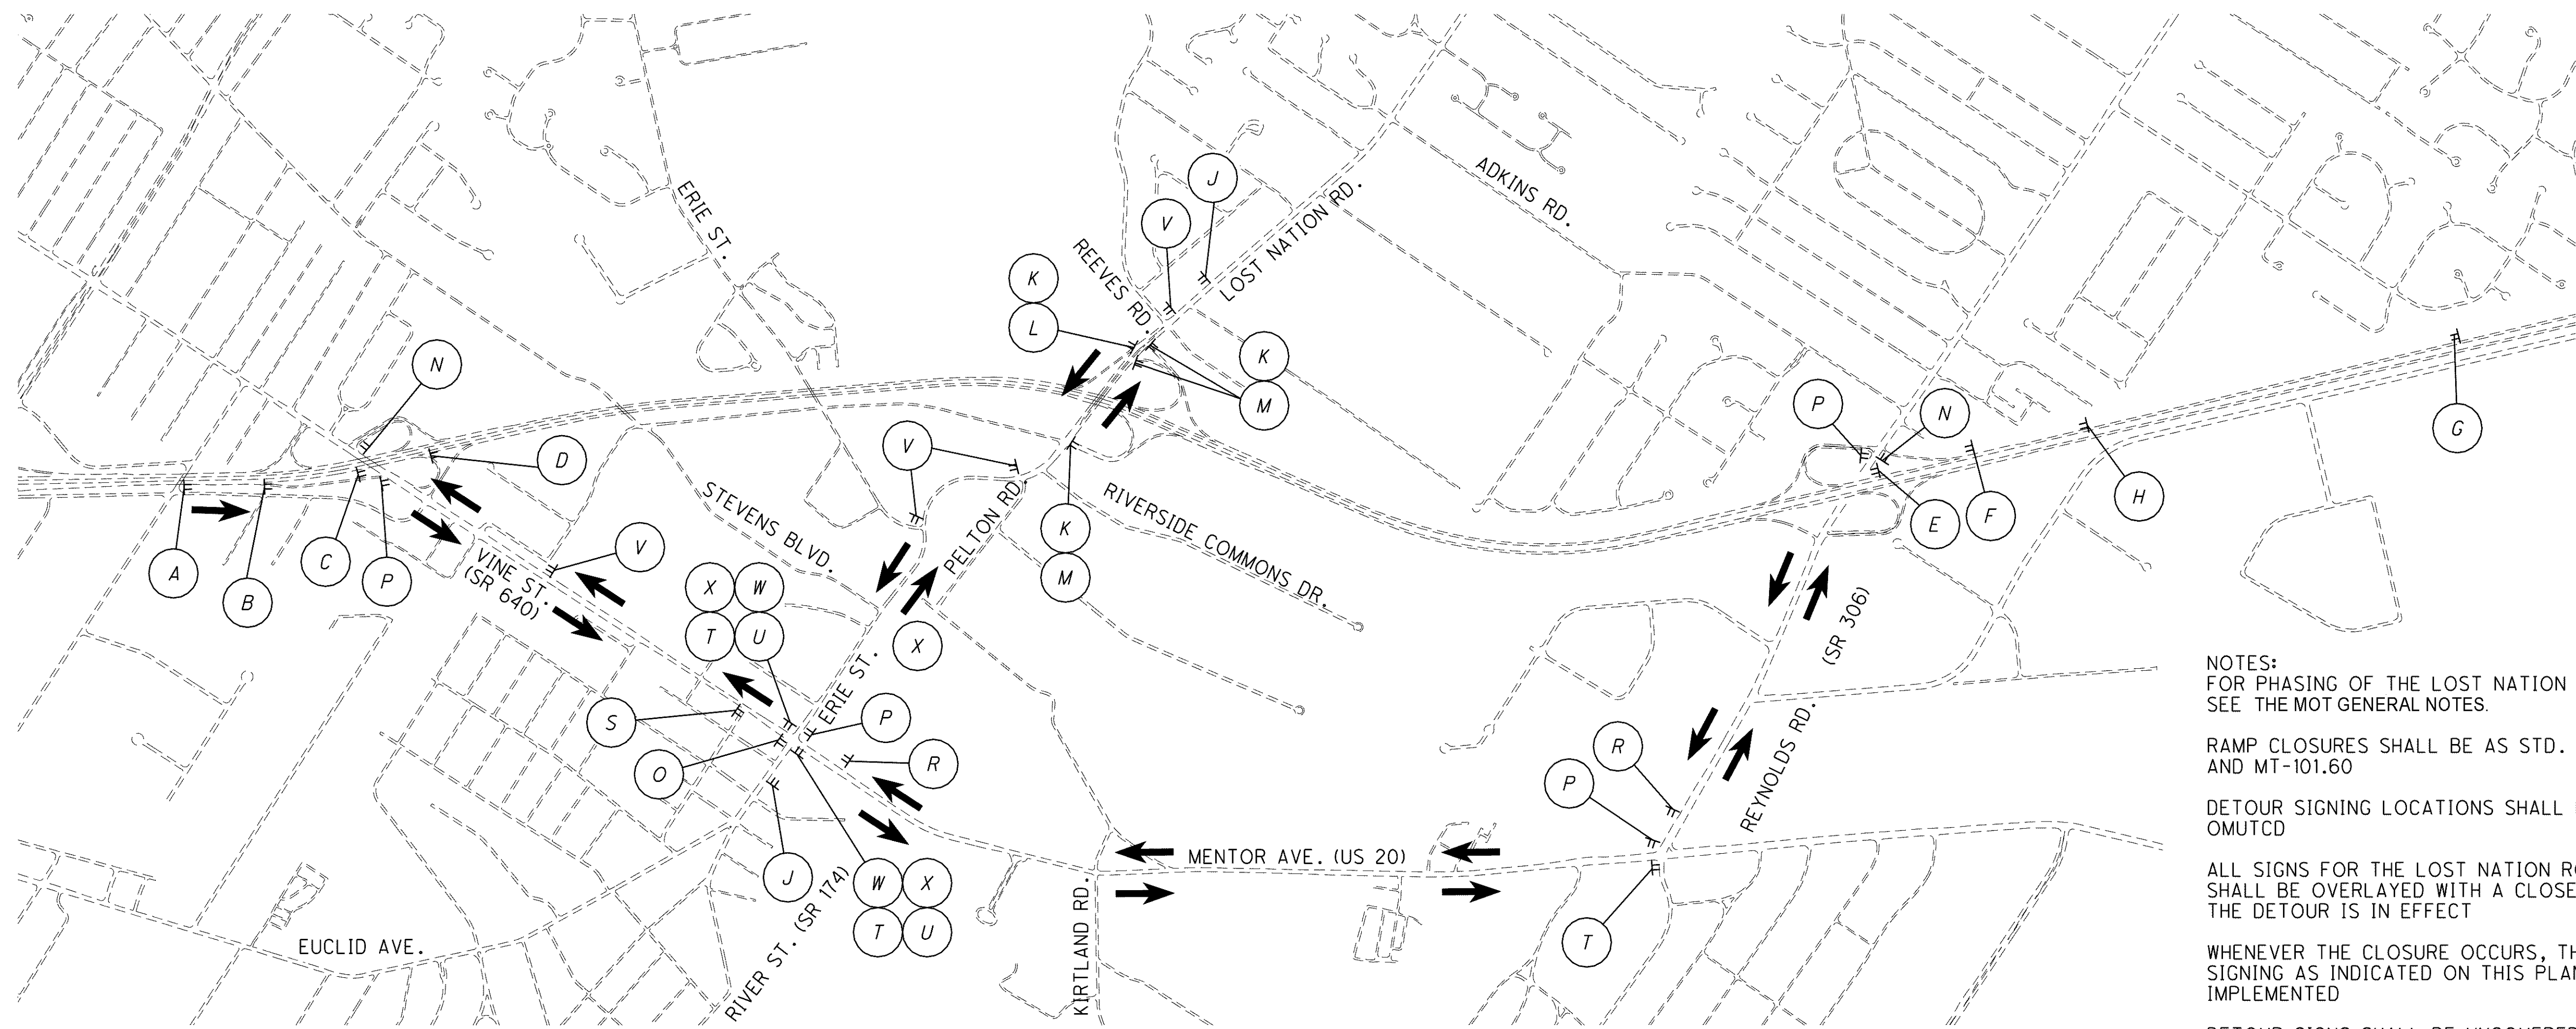 ERIE ST.
ADKINS RD.
J
V
LOST NATION RD.
REEVES RD.
K
L
K
M
N
D
V
P
N
G
H
E
F
STEVENS BLVD.
PELTON RD.
RIVERSIDE COMMONS DR.
K
M
A
B
C
P
V
VINE ST.
(SR 640)
X
W
T
U
X
(SR 306)
ERIE ST.
S
O
P
R
R
P
REYNOLDS RD.
J
W
X
T
U
MENTOR AVE. (US 20)
T
EUCLID AVE.
RIVER ST. (SR 174)
KIRTLAND RD.
NOTES:
FOR PHASING OF THE LOST NATION
SEE THE MOT GENERAL NOTES.
RAMP CLOSURES SHALL BE AS STD.
AND MT-101.60
DETOUR SIGNING LOCATIONS SHALL
OMUTCD
ALL SIGNS FOR THE LOST NATION
SHALL BE OVERLAYED WITH A
THE DETOUR IS IN EFFECT
WHENEVER THE CLOSURE OCCURS,
SIGNING AS INDICATED ON THIS
IMPLEMENTED